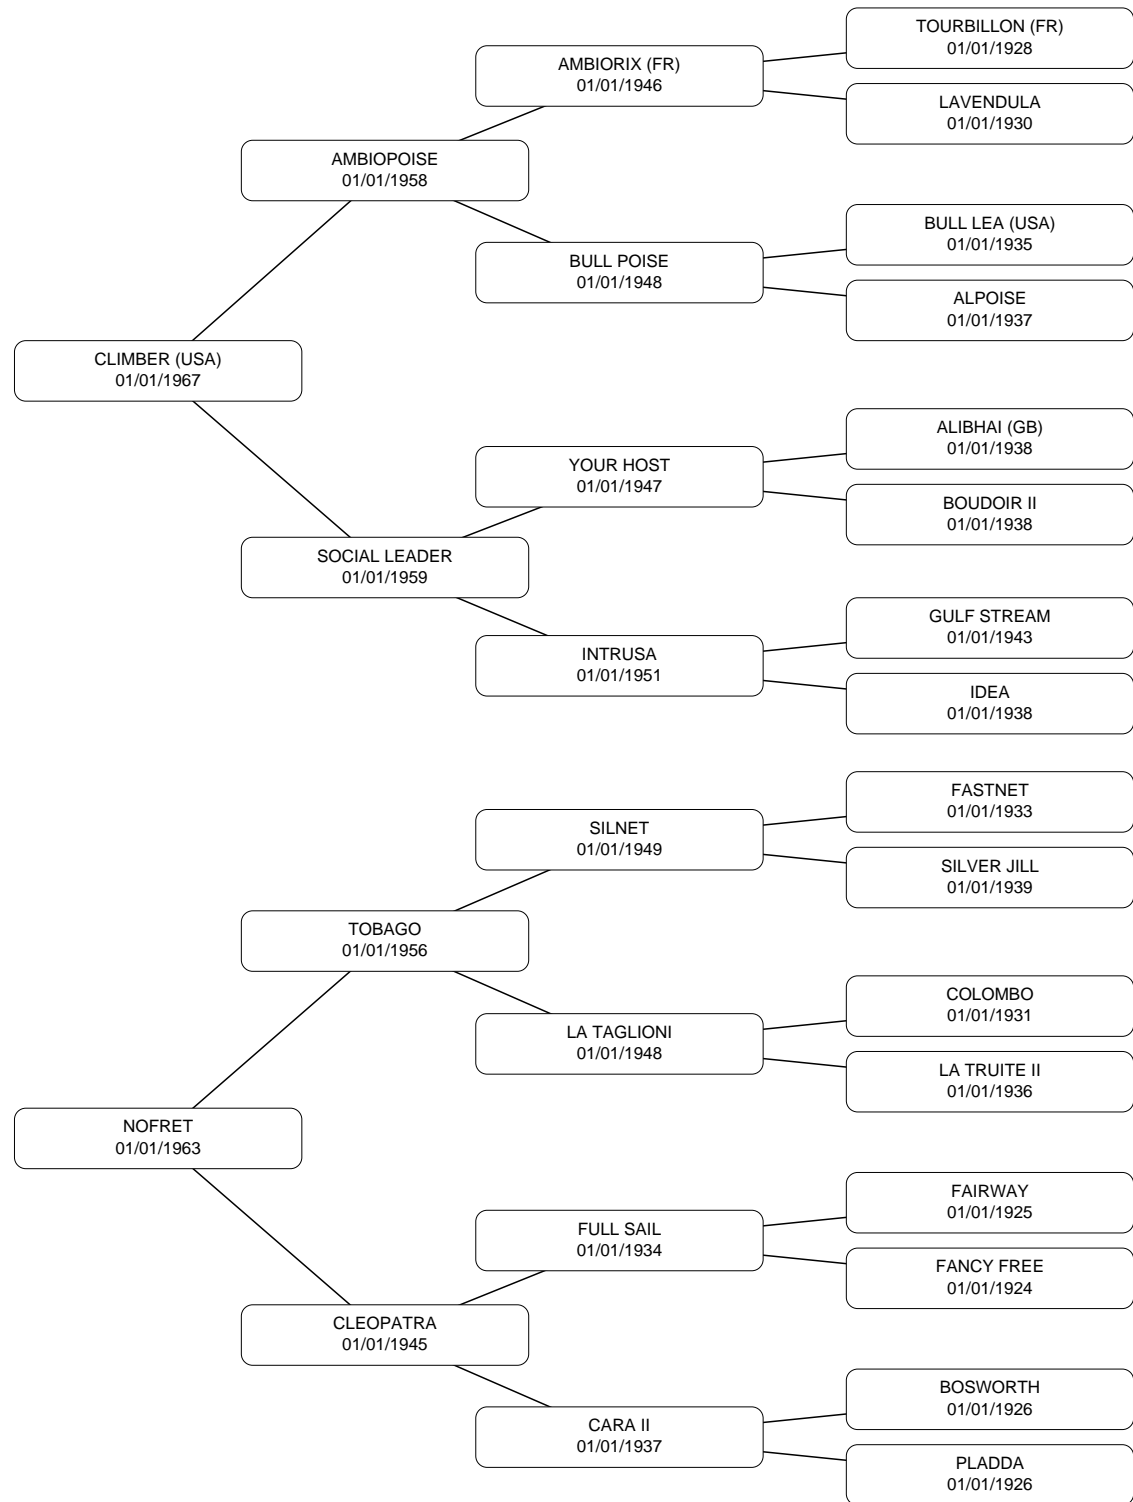 TOURBILLON (FR)
01/01/1928
AMBIORIX (FR)
01/01/1946
LAVENDULA
01/01/1930
AMBIOPOISE
01/01/1958
BULL LEA (USA)
01/01/1935
BULL POISE
01/01/1948
ALPOISE
01/01/1937
CLIMBER (USA)
01/01/1967
ALIBHAI (GB)
01/01/1938
YOUR HOST
01/01/1947
BOUDOIR II
01/01/1938
SOCIAL LEADER
01/01/1959
GULF STREAM
01/01/1943
INTRUSA
01/01/1951
IDEA
01/01/1938
FASTNET
01/01/1933
SILNET
01/01/1949
SILVER JILL
01/01/1939
TOBAGO
01/01/1956
COLOMBO
01/01/1931
LA TAGLIONI
01/01/1948
LA TRUITE II
01/01/1936
NOFRET
01/01/1963
FAIRWAY
01/01/1925
FULL SAIL
01/01/1934
FANCY FREE
01/01/1924
CLEOPATRA
01/01/1945
BOSWORTH
01/01/1926
CARA II
01/01/1937
PLADDA
01/01/1926